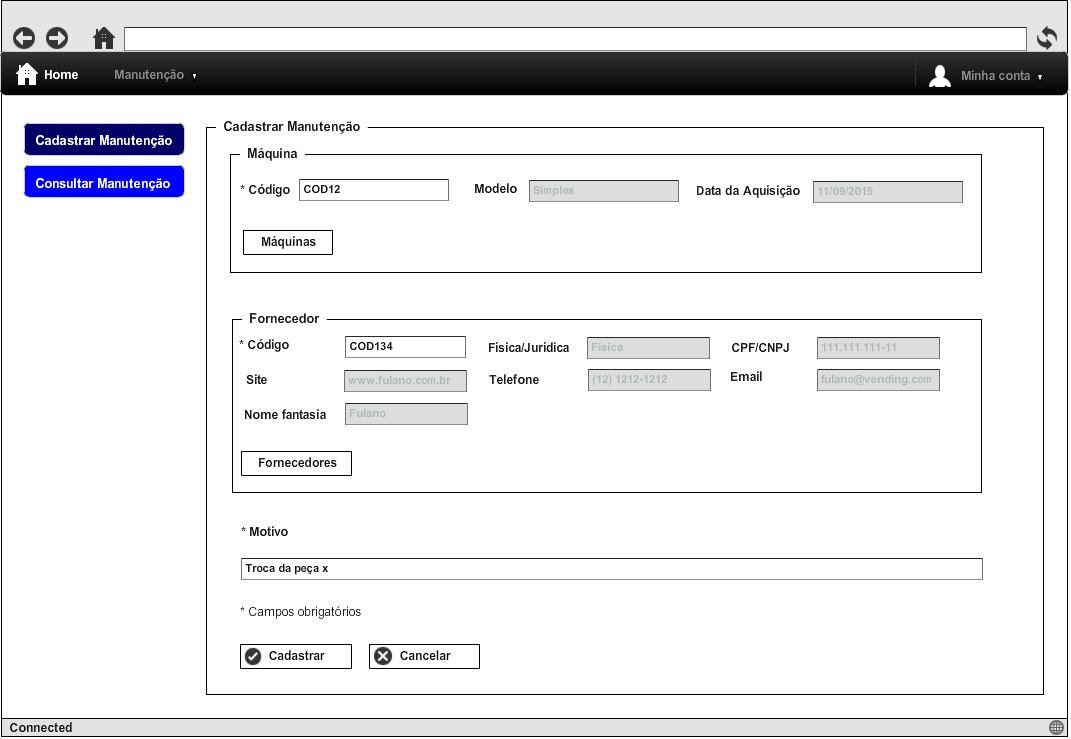 Home Manutenção Minha conta
Cadastrar Manutenção
Consultar Manutenção
Cadastrar Manutenção
Máquina
* Código COD12 Modelo Simples Data da Aquisição 11/09/2015
Máquinas
Fornecedor
* Código COD134 Física/Jurídica Física CPF/CNPJ 111.111.111-11
Site www.fulano.com.br Telefone (12) 1212-1212 Email fulano@vending.com
Nome fantasia Fulano
Fornecedores
* Motivo
Troca da peça x
* Campos obrigatórios
Cadastrar Cancelar
Connected